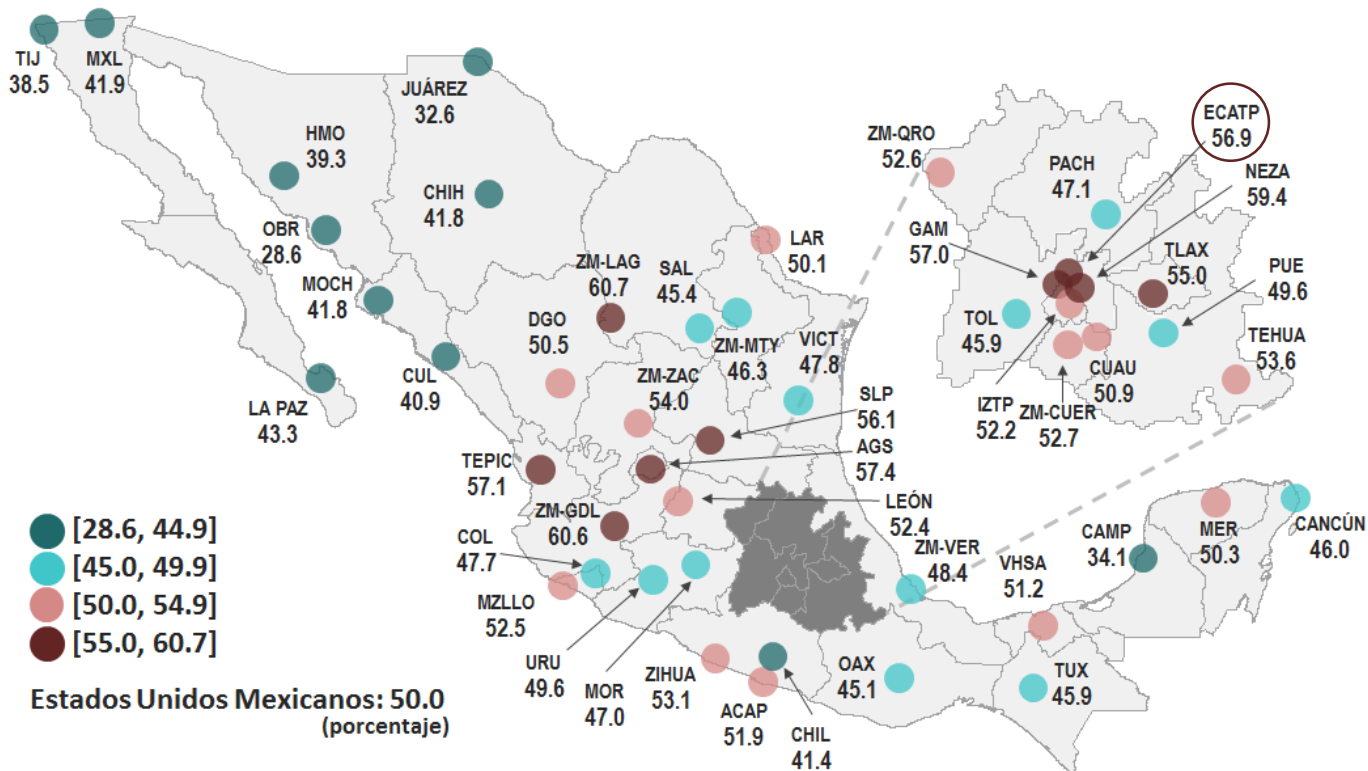 TIJ
38.5
MXL
41.9
JUÁREZ
32.6
HMO
39.3
CHIH
41.8
OBR
28.6
MOCH
41.8
CUL
40.9
LA PAZ
43.3
LAR
50.1
ZM-LAG
60.7
SAL
45.4
DGO
50.5
ZM-MTY
46.3
VICT
47.8
ZM-ZAC
54.0
SLP
56.1
AGS
57.4
TEPIC
57.1
LEÓN
52.4
ZM-GDL
60.6
COL
47.7
MZLLO
52.5
URU
49.6
MOR
47.0
ZIHUA
53.1
ACAP
51.9
CHIL
41.4
OAX
45.1
ZM-VER
48.4
VHSA
51.2
TUX
45.9
CAMP
34.1
MER
50.3
CANCÚN
46.0
ZM-QRO
52.6
PACH
47.1
ECATP
56.9
NEZA
59.4
GAM
57.0
TLAX
55.0
PUE
49.6
TOL
45.9
TEHUA
53.6
CUAU
50.9
IZTP
52.2
ZM-CUER
52.7
[28.6, 44.9]
[45.0, 49.9]
[50.0, 54.9]
[55.0, 60.7]
Estados Unidos Mexicanos: 50.0
(porcentaje)